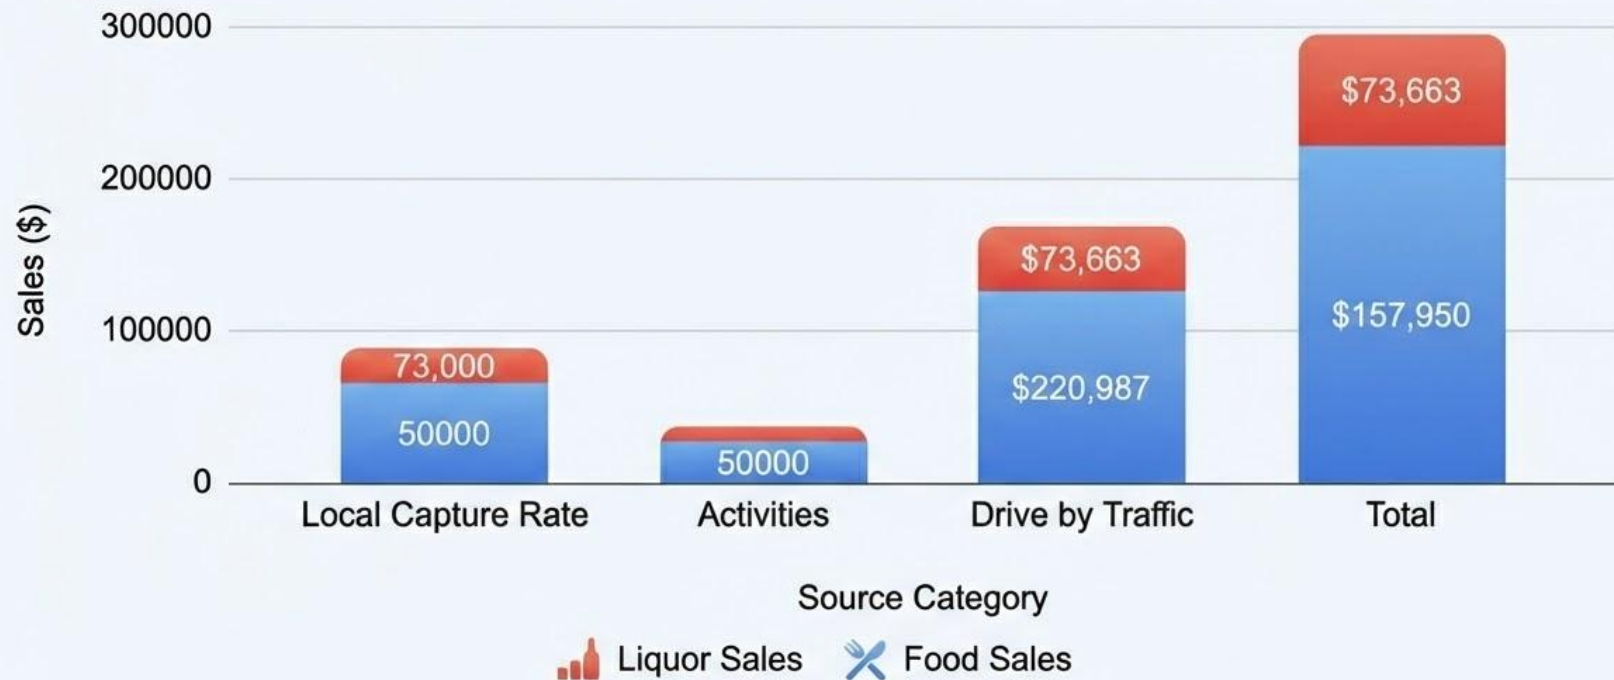 300000
200000
100000
0
Sales ($)
73,000
50000
50000
$73,663
$220,987
$73,663
$157,950
Local Capture Rate
Activities
Drive by Traffic
Total
Source Category
Liquor Sales
Food Sales